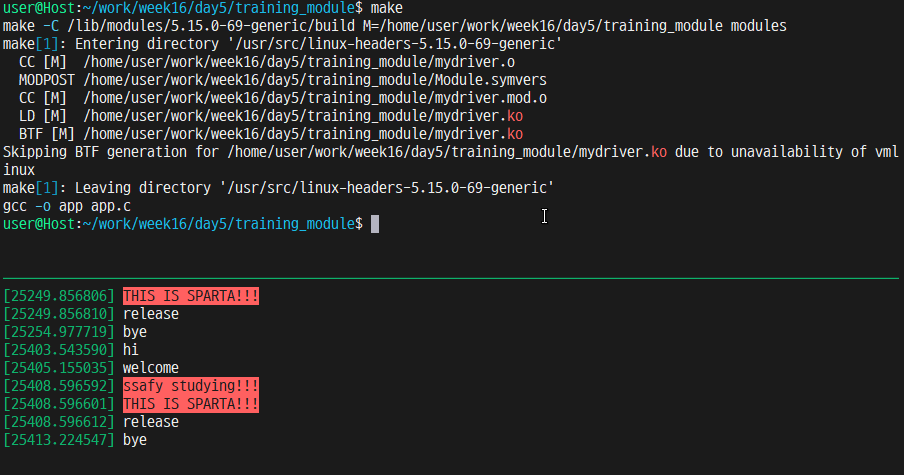 user@Host:~/work/week16/day5/training_module$ make
make -C /lib/modules/5.15.0-69-generic/build M=/home/user/work/week16/day5/training_module modules
make[1]: Entering directory '/usr/src/linux-headers-5.15.0-69-generic'
  CC [M]  /home/user/work/week16/day5/training_module/mydriver.o
  MODPOST /home/user/work/week16/day5/training_module/Module.symvers
  CC [M]  /home/user/work/week16/day5/training_module/mydriver.mod.o
  LD [M]  /home/user/work/week16/day5/training_module/mydriver.ko
  BTF [M] /home/user/work/week16/day5/training_module/mydriver.ko
Skipping BTF generation for /home/user/work/week16/day5/training_module/mydriver.ko due to unavailability of vml
inux
make[1]: Leaving directory '/usr/src/linux-headers-5.15.0-69-generic'
gcc -o app app.c
user@Host:~/work/week16/day5/training_module$
[25249.856806] THIS IS SPARTA!!!
[25249.856810] release
[25254.977719] bye
[25403.543590] hi
[25405.155035] welcome
[25408.596592] ssafy studying!!!
[25408.596601] THIS IS SPARTA!!!
[25408.596612] release
[25413.224547] bye